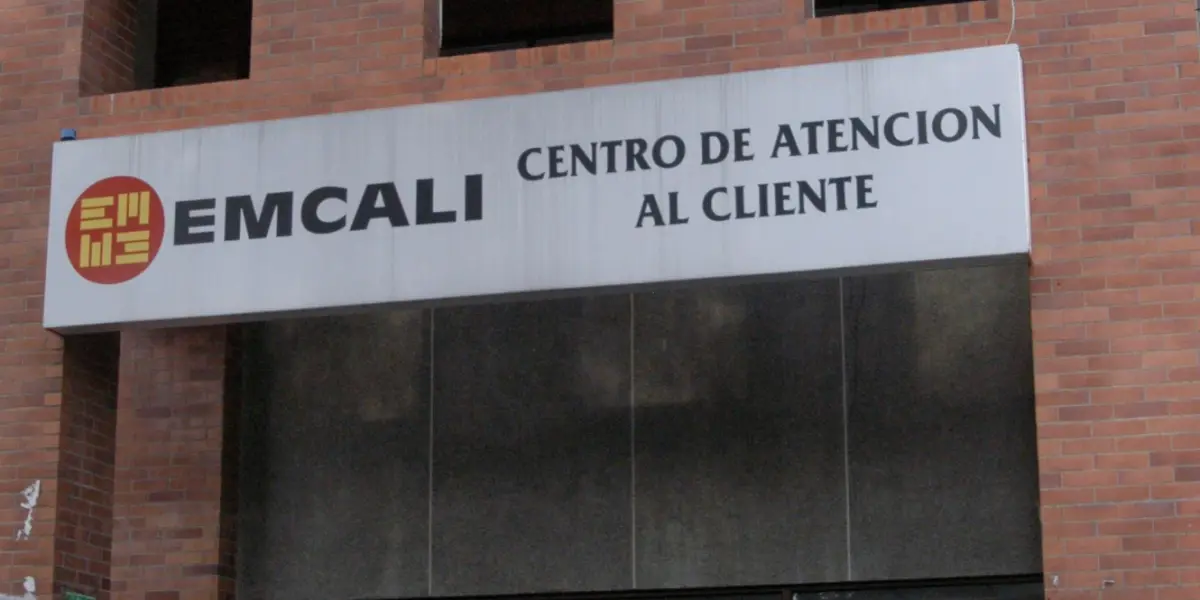 EMCALI
CENTRO DE ATENCION
AL CLIENTE